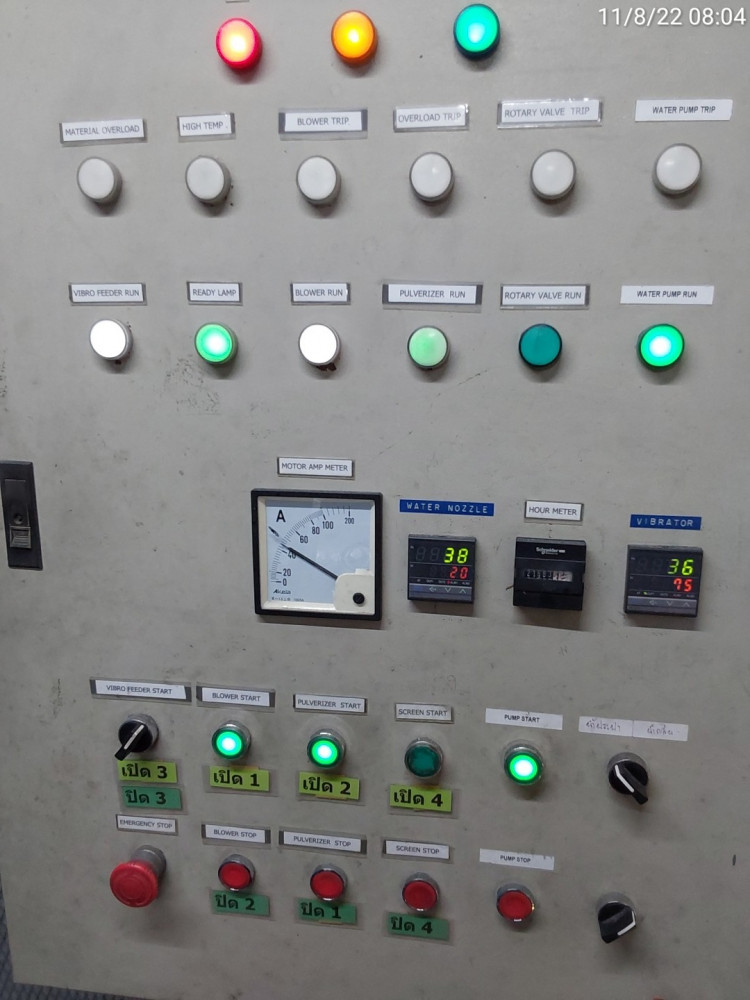 11/8/22 08:04
MATERIAL OVERLOAD
HIGH TEMP.
BLOWER TRIP
OVERLOAD TRIP
ROTARY VALVE TRIP
WATER PUMP TRIP
VIBRO FEEDER RUN
READY LAMP
BLOWER RUN
PULVERIZER RUN
ROTARY VALVE RUN
WATER PUMP RUN
MOTOR AMP METER
WATER NOZZLE
HOUR METER
VIBRATOR
A
0
20
40
60
80
100
200
38
20
Schneider
36
75
VIBRO FEEDER START
BLOWER START
PULVERIZER START
SCREEN START
PUMP START
เปิด 3
เปิด 1
เปิด 2
เปิด 4
ปิด 3
EMERGENCY STOP
BLOWER STOP
PULVERIZER STOP
SCREEN STOP
PUMP STOP
ปิด 2
ปิด 1
ปิด 4